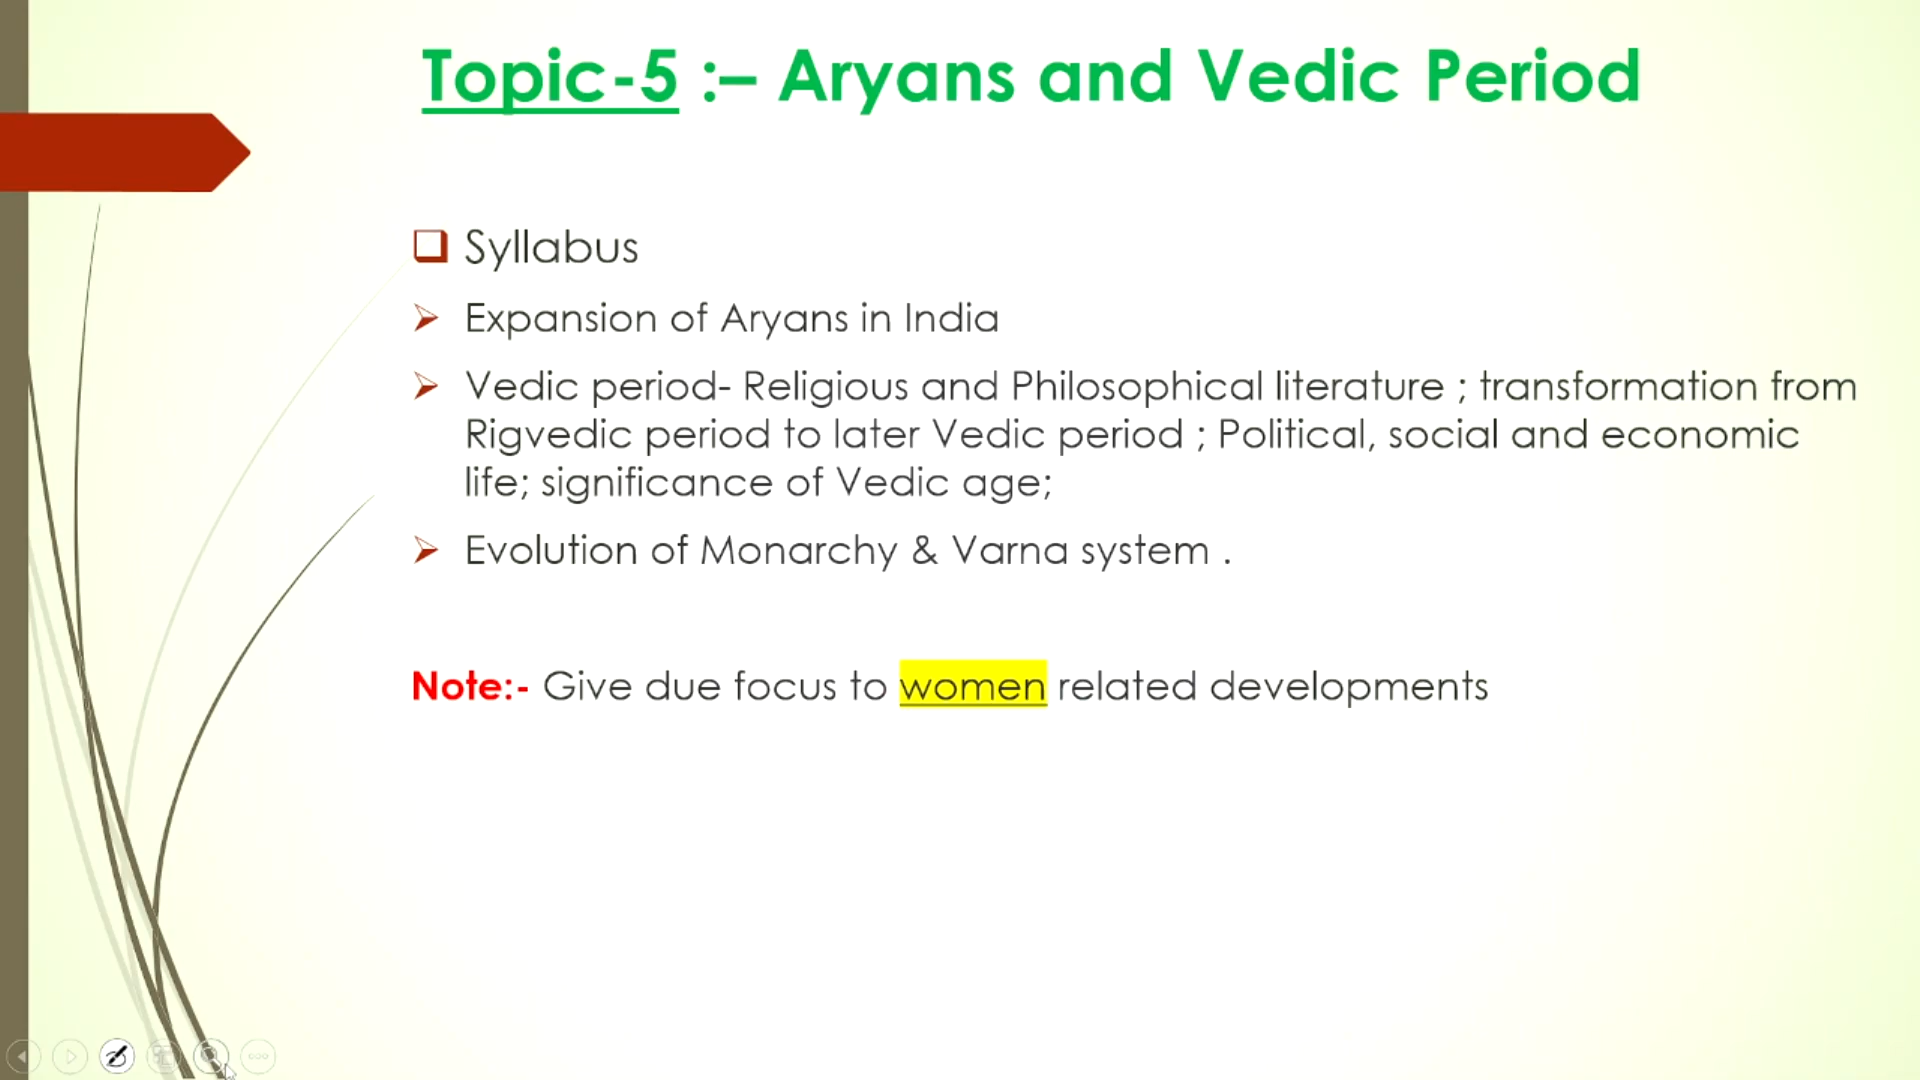 Topic-5 :– Aryans and Vedic Period
Syllabus
Expansion of Aryans in India
Vedic period- Religious and Philosophical literature ; transformation from
Rigvedic period to later Vedic period ; Political, social and economic
life; significance of Vedic age;
Evolution of Monarchy & Varna system .
Note:- Give due focus to women related developments